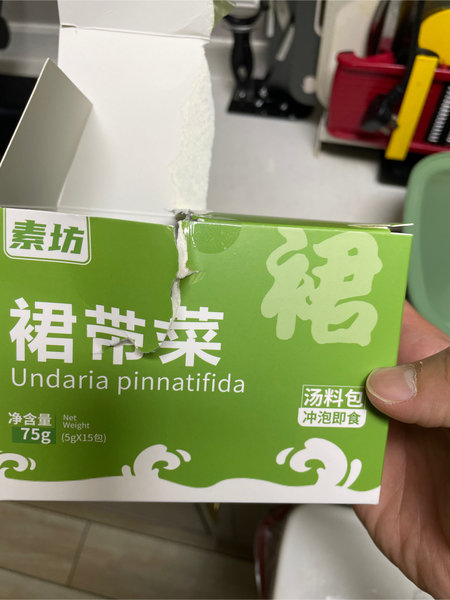 素坊
裙
裙带菜
Undaria pinnatifida
汤料包
冲泡即食
净含量
75g
Net
Weight
(5gX15包)